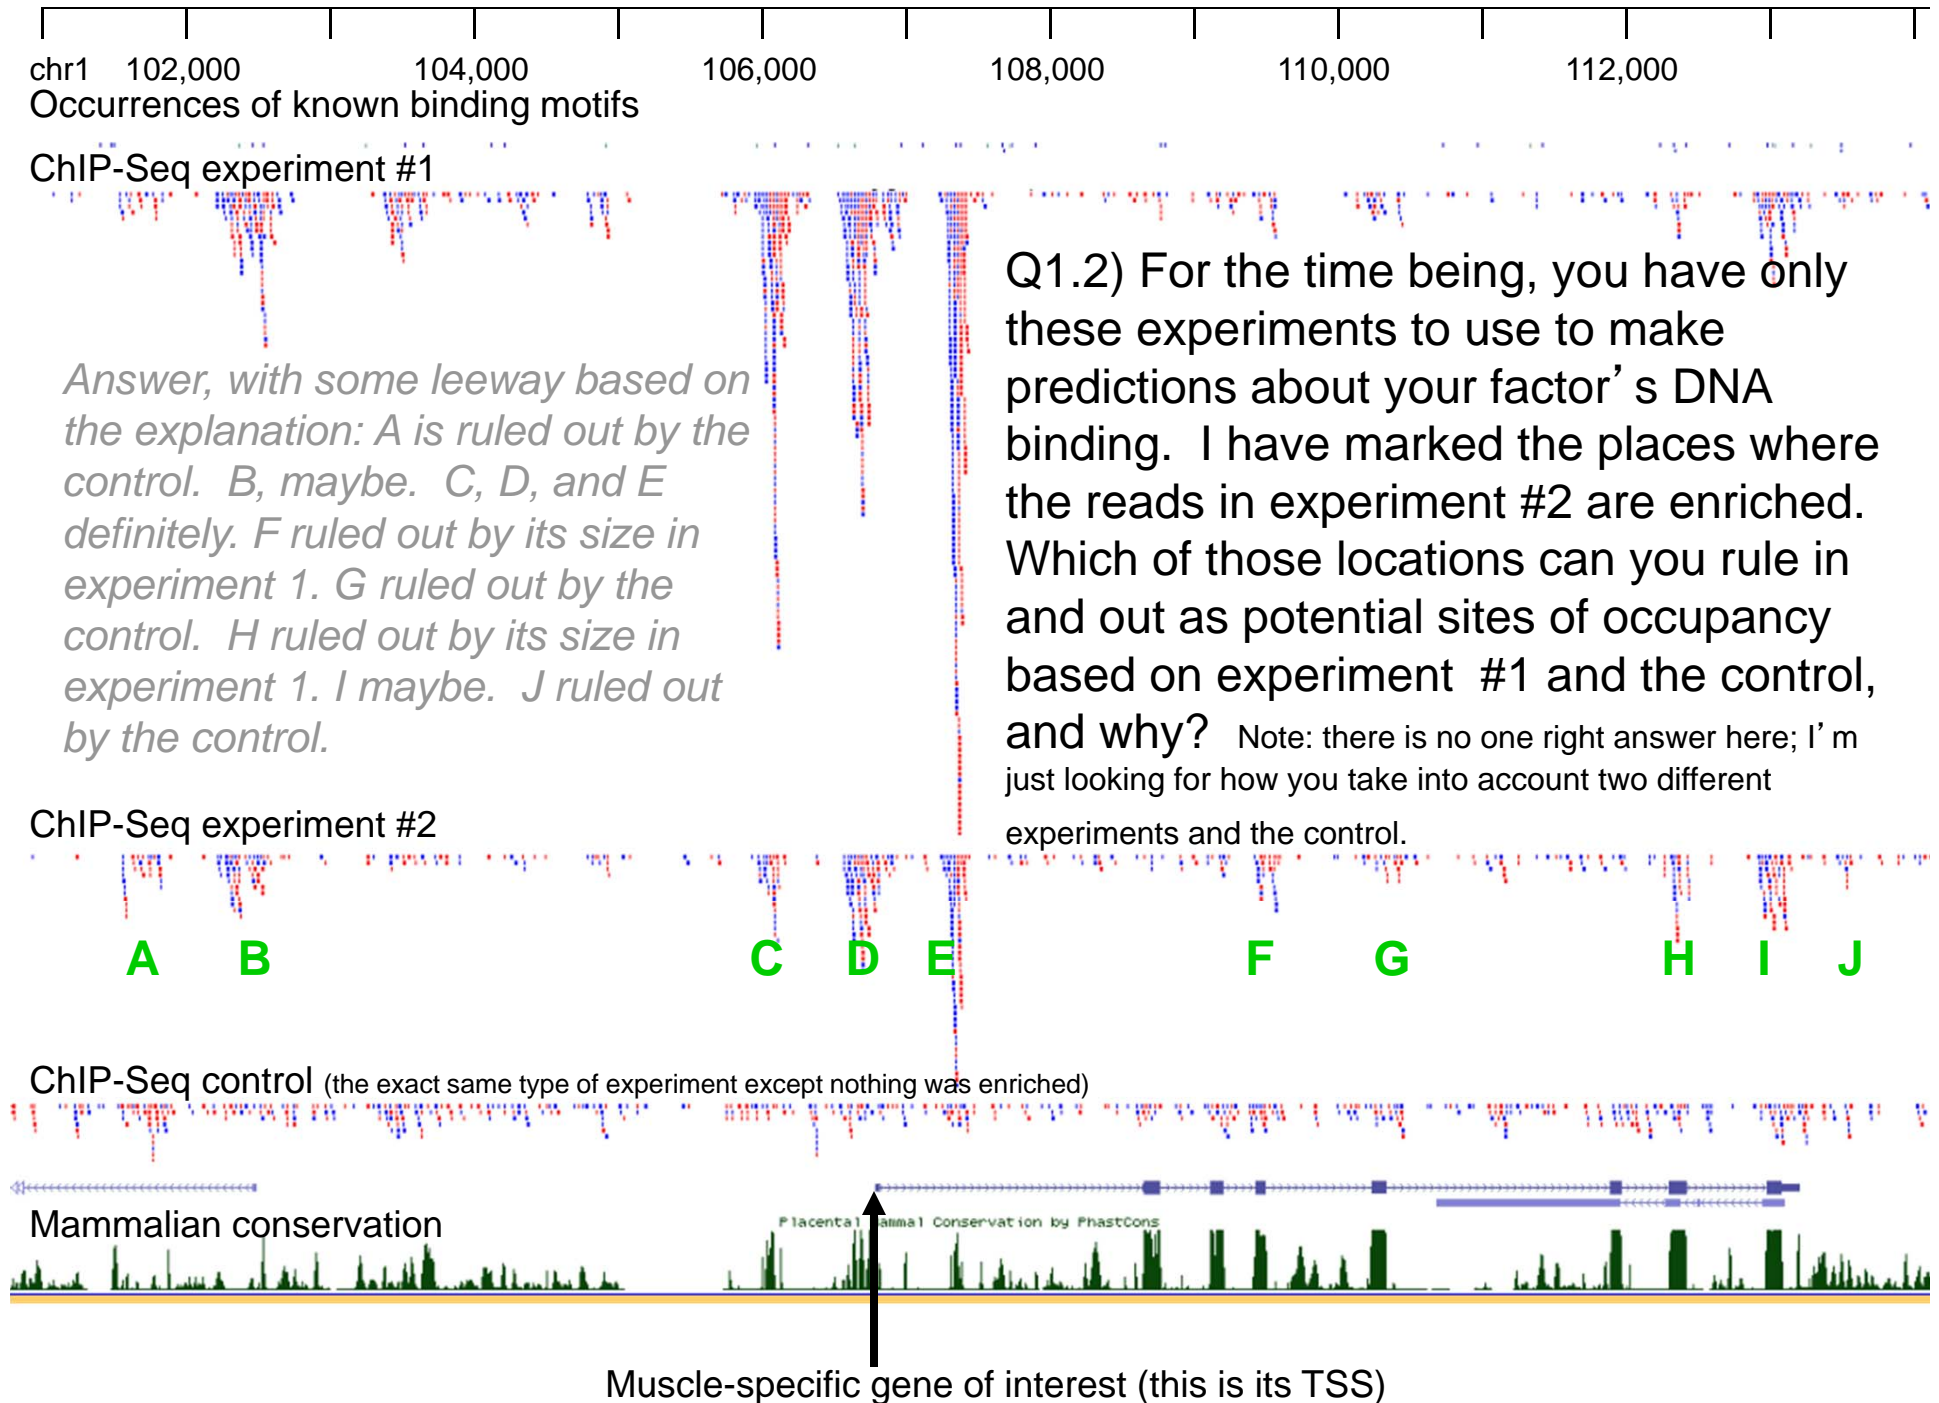 chr1 102,000 104,000 106,000 108,000 110,000 112,000
Occurrences of known binding motifs
ChIP-Seq experiment #1
Q1.2) For the time being, you have only
these experiments to use to make
predictions about your factor’s DNA
binding. I have marked the places where
the reads in experiment #2 are enriched.
Which of those locations can you rule in
and out as potential sites of occupancy
based on experiment #1 and the control,
and why? Note: there is no one right answer here; I’m
just looking for how you take into account two different
experiments and the control.
Answer, with some leeway based on
the explanation: A is ruled out by the
control. B, maybe. C, D, and E
definitely. F ruled out by its size in
experiment 1. G ruled out by the
control. H ruled out by its size in
experiment 1. I maybe. J ruled out
by the control.
ChIP-Seq experiment #2
A B C D E F G H I J
ChIP-Seq control (the exact same type of experiment except nothing was enriched)
Mammalian conservation
Placental Mammal Conservation by PhastCons
Muscle-specific gene of interest (this is its TSS)